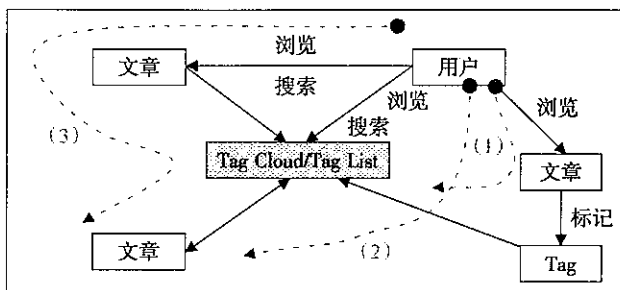 浏览
文章
用户
搜索
浏览
浏览
搜索
(3)
(1)
Tag Cloud/Tag List
文章
标记
文章
(2)
Tag